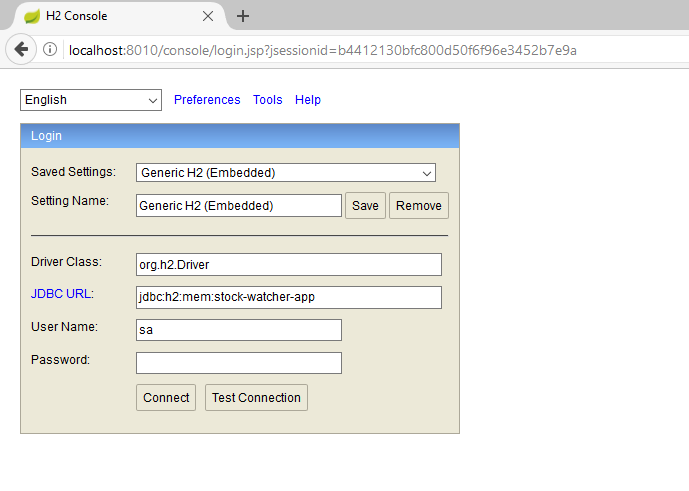 H2 Console
localhost:8010/console/login.jsp?jsessionid=b4412130bfc800d50f6f96e3452b7e9a
English Preferences Tools Help
Login
Saved Settings: Generic H2 (Embedded)
Setting Name: Generic H2 (Embedded) Save Remove
Driver Class: org.h2.Driver
JDBC URL: jdbc:h2:mem:stock-watcher-app
User Name: sa
Password:
Connect Test Connection